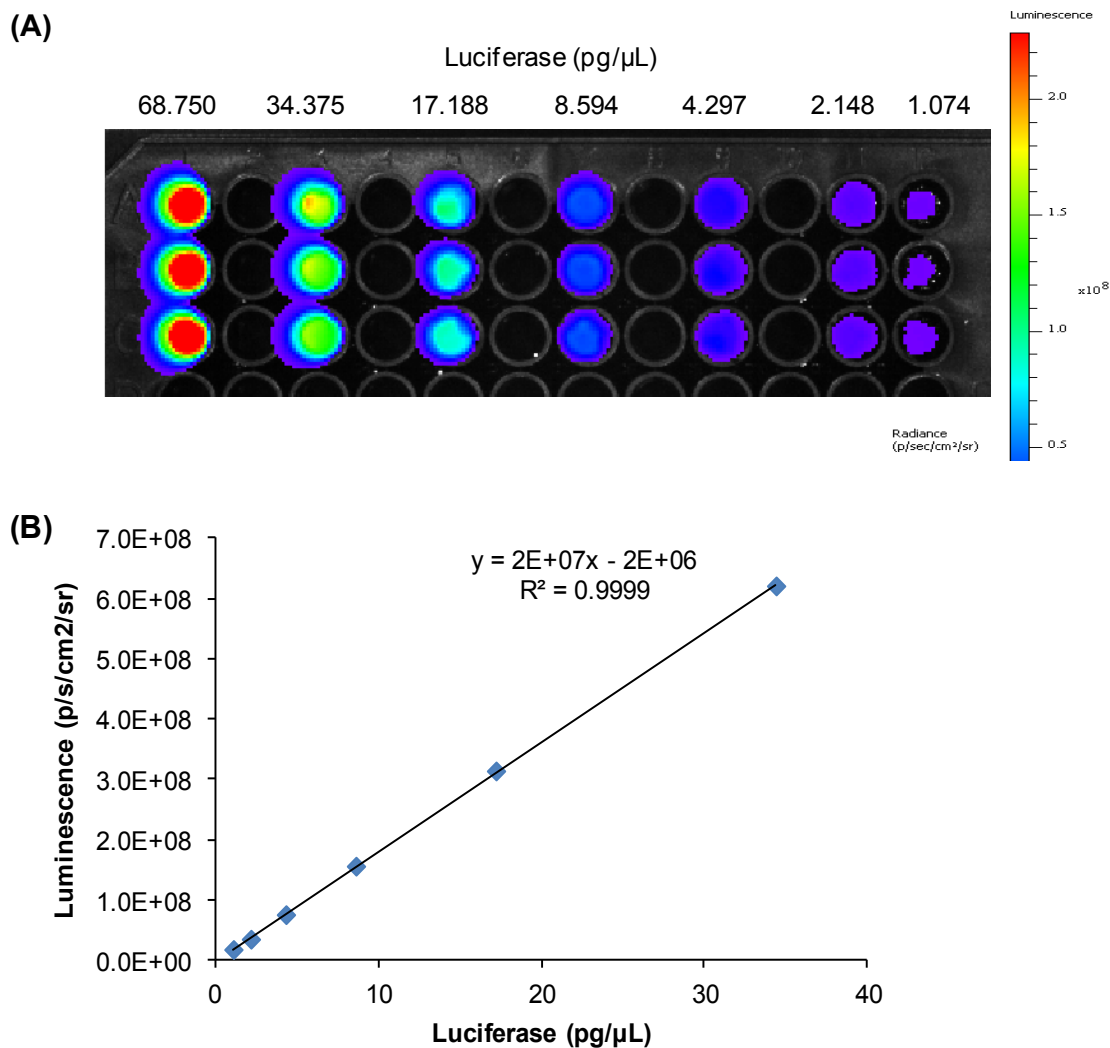 (A)
Luciferase (pg/µL)
68.750 34.375 17.188 8.594 4.297 2.148 1.074
Luminescence
2.0
1.5
x10⁸
1.0
0.5
Radiance
(p/sec/cm²/sr)
(B)
7.0E+08
6.0E+08
5.0E+08
4.0E+08
3.0E+08
2.0E+08
1.0E+08
0.0E+00
Luminescence (p/s/cm2/sr)
y = 2E+07x - 2E+06
R² = 0.9999
0 10 20 30 40
Luciferase (pg/µL)